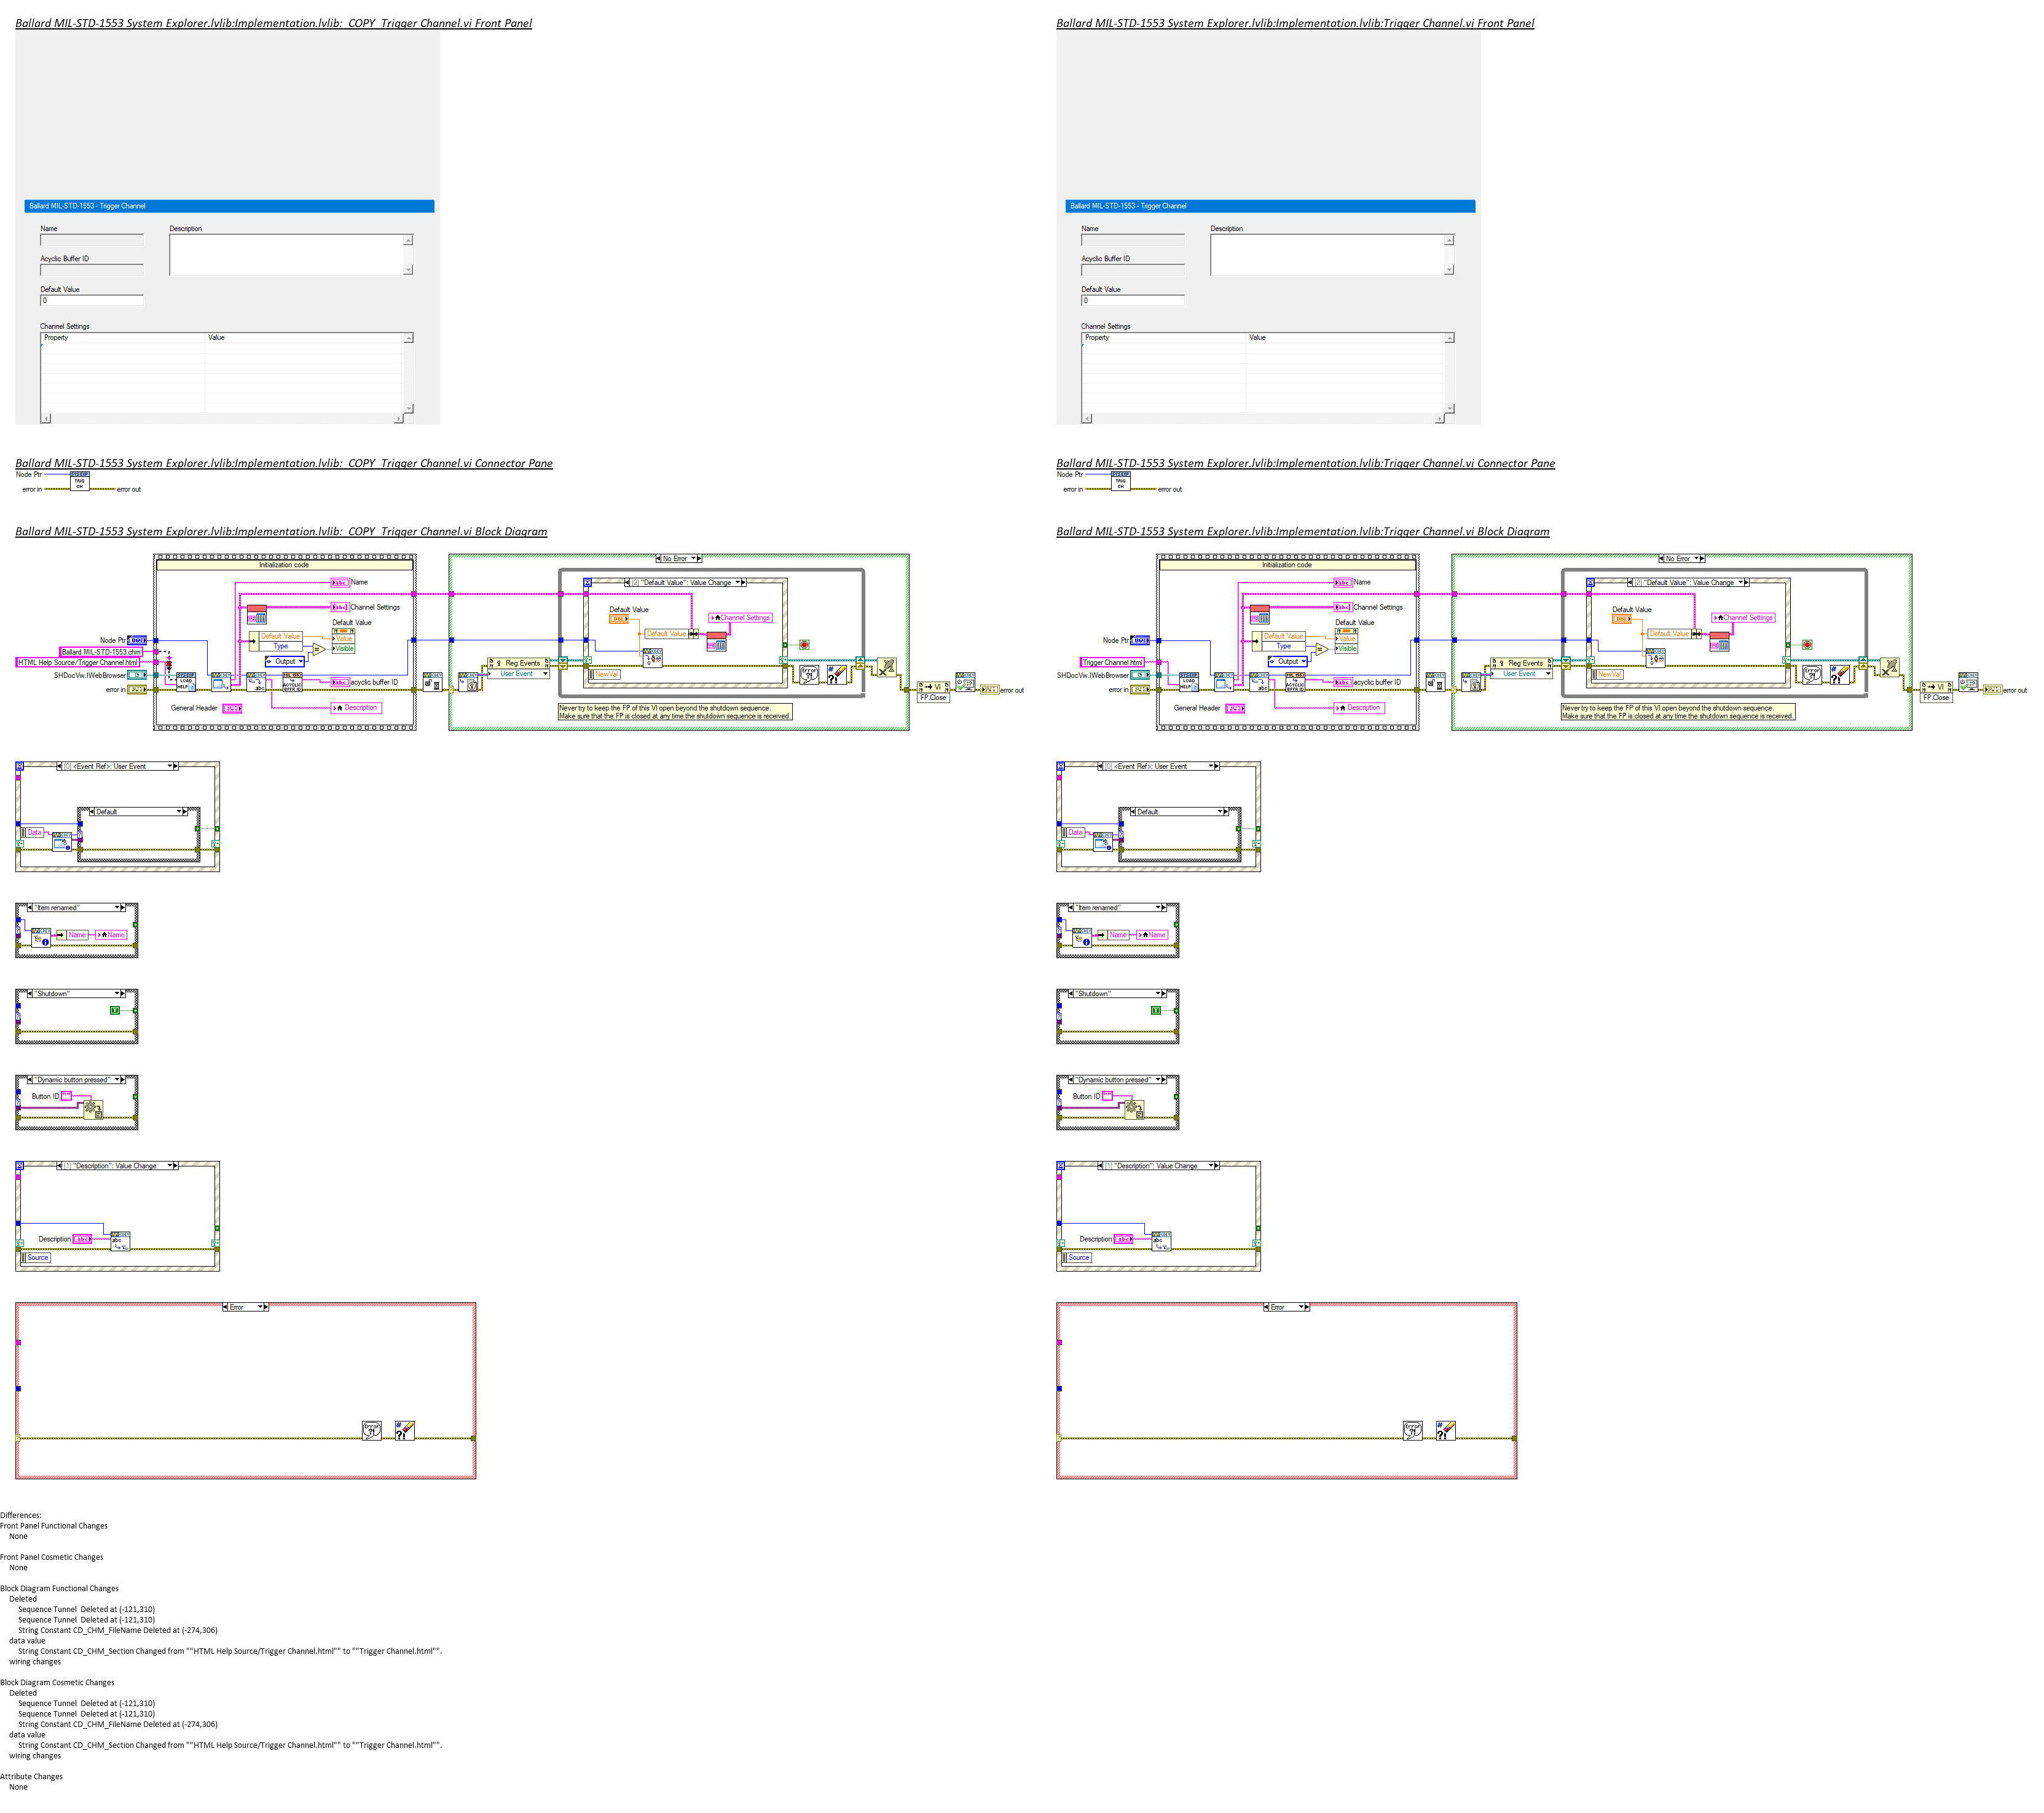 Ballard MIL-STD-1553 System Explorer.lvlib:Implementation.lvlib:  COPY  Trigger Channel.vi Front Panel
Ballard MIL-STD-1553 - Trigger Channel
Name
Description
Acyclic Buffer ID
Default Value
0
Channel Settings
Property
Value
Ballard MIL-STD-1553 System Explorer.lvlib:Implementation.lvlib:  COPY  Trigger Channel.vi Connector Pane
Node Ptr
error in
error out
Ballard MIL-STD-1553 System Explorer.lvlib:Implementation.lvlib:  COPY  Trigger Channel.vi Block Diagram
Initialization code
Name
Channel Settings
Default Value
Default Value
Value
Type
Visible
Output
Node Ptr
Ballard MIL-STD-1553.chm
HTML Help Source/Trigger Channel.html
SHDocVw.IWebBrowser
error in
acyclic buffer ID
General Header
Description
No Error
Reg Events
User Event
[2] "Default Value": Value Change
Default Value
Default Value
Channel Settings
NewVal
Never try to keep the FP of this VI open beyond the shutdown sequence.
Make sure that the FP is closed at any time the shutdown sequence is received.
VI
FP.Close
error out
[0] <Event Ref>: User Event
Default
Data
"Item renamed"
Name
Name
"Shutdown"
"Dynamic button pressed"
Button ID
[1] "Description": Value Change
Description
Source
Error
Ballard MIL-STD-1553 System Explorer.lvlib:Implementation.lvlib:Trigger Channel.vi Front Panel
Ballard MIL-STD-1553 - Trigger Channel
Name
Description
Acyclic Buffer ID
Default Value
0
Channel Settings
Property
Value
Ballard MIL-STD-1553 System Explorer.lvlib:Implementation.lvlib:Trigger Channel.vi Connector Pane
Node Ptr
error in
error out
Ballard MIL-STD-1553 System Explorer.lvlib:Implementation.lvlib:Trigger Channel.vi Block Diagram
Initialization code
Name
Channel Settings
Default Value
Default Value
Value
Type
Visible
Output
Node Ptr
Trigger Channel.html
SHDocVw.IWebBrowser
error in
acyclic buffer ID
General Header
Description
No Error
Reg Events
User Event
[2] "Default Value": Value Change
Default Value
Default Value
Channel Settings
NewVal
Never try to keep the FP of this VI open beyond the shutdown sequence.
Make sure that the FP is closed at any time the shutdown sequence is received.
VI
FP.Close
error out
[0] <Event Ref>: User Event
Default
Data
"Item renamed"
Name
Name
"Shutdown"
"Dynamic button pressed"
Button ID
[1] "Description": Value Change
Description
Source
Error
Differences:
Front Panel Functional Changes
None
Front Panel Cosmetic Changes
None
Block Diagram Functional Changes
Deleted
Sequence Tunnel  Deleted at (-121,310)
Sequence Tunnel  Deleted at (-121,310)
String Constant CD_CHM_FileName Deleted at (-274,306)
data value
String Constant CD_CHM_Section Changed from ""HTML Help Source/Trigger Channel.html"" to ""Trigger Channel.html"".
wiring changes
Block Diagram Cosmetic Changes
Deleted
Sequence Tunnel  Deleted at (-121,310)
Sequence Tunnel  Deleted at (-121,310)
String Constant CD_CHM_FileName Deleted at (-274,306)
data value
String Constant CD_CHM_Section Changed from ""HTML Help Source/Trigger Channel.html"" to ""Trigger Channel.html"".
wiring changes
Attribute Changes
None